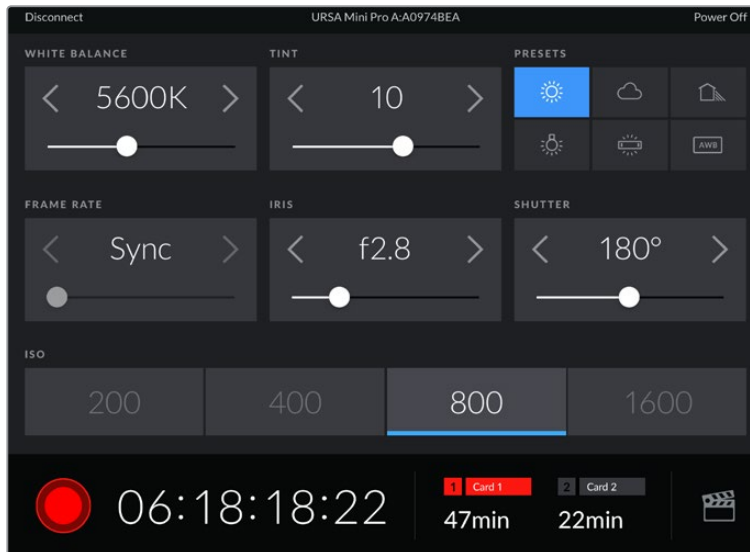 Disconnect URSA Mini Pro A:A0974BEA Power Off
WHITE BALANCE TINT PRESETS
5600K 10
AWB
FRAME RATE IRIS SHUTTER
Sync f2.8 180°
ISO
200 400 800 1600
1 Card 1 2 Card 2
06:18:18:22 47min 22min